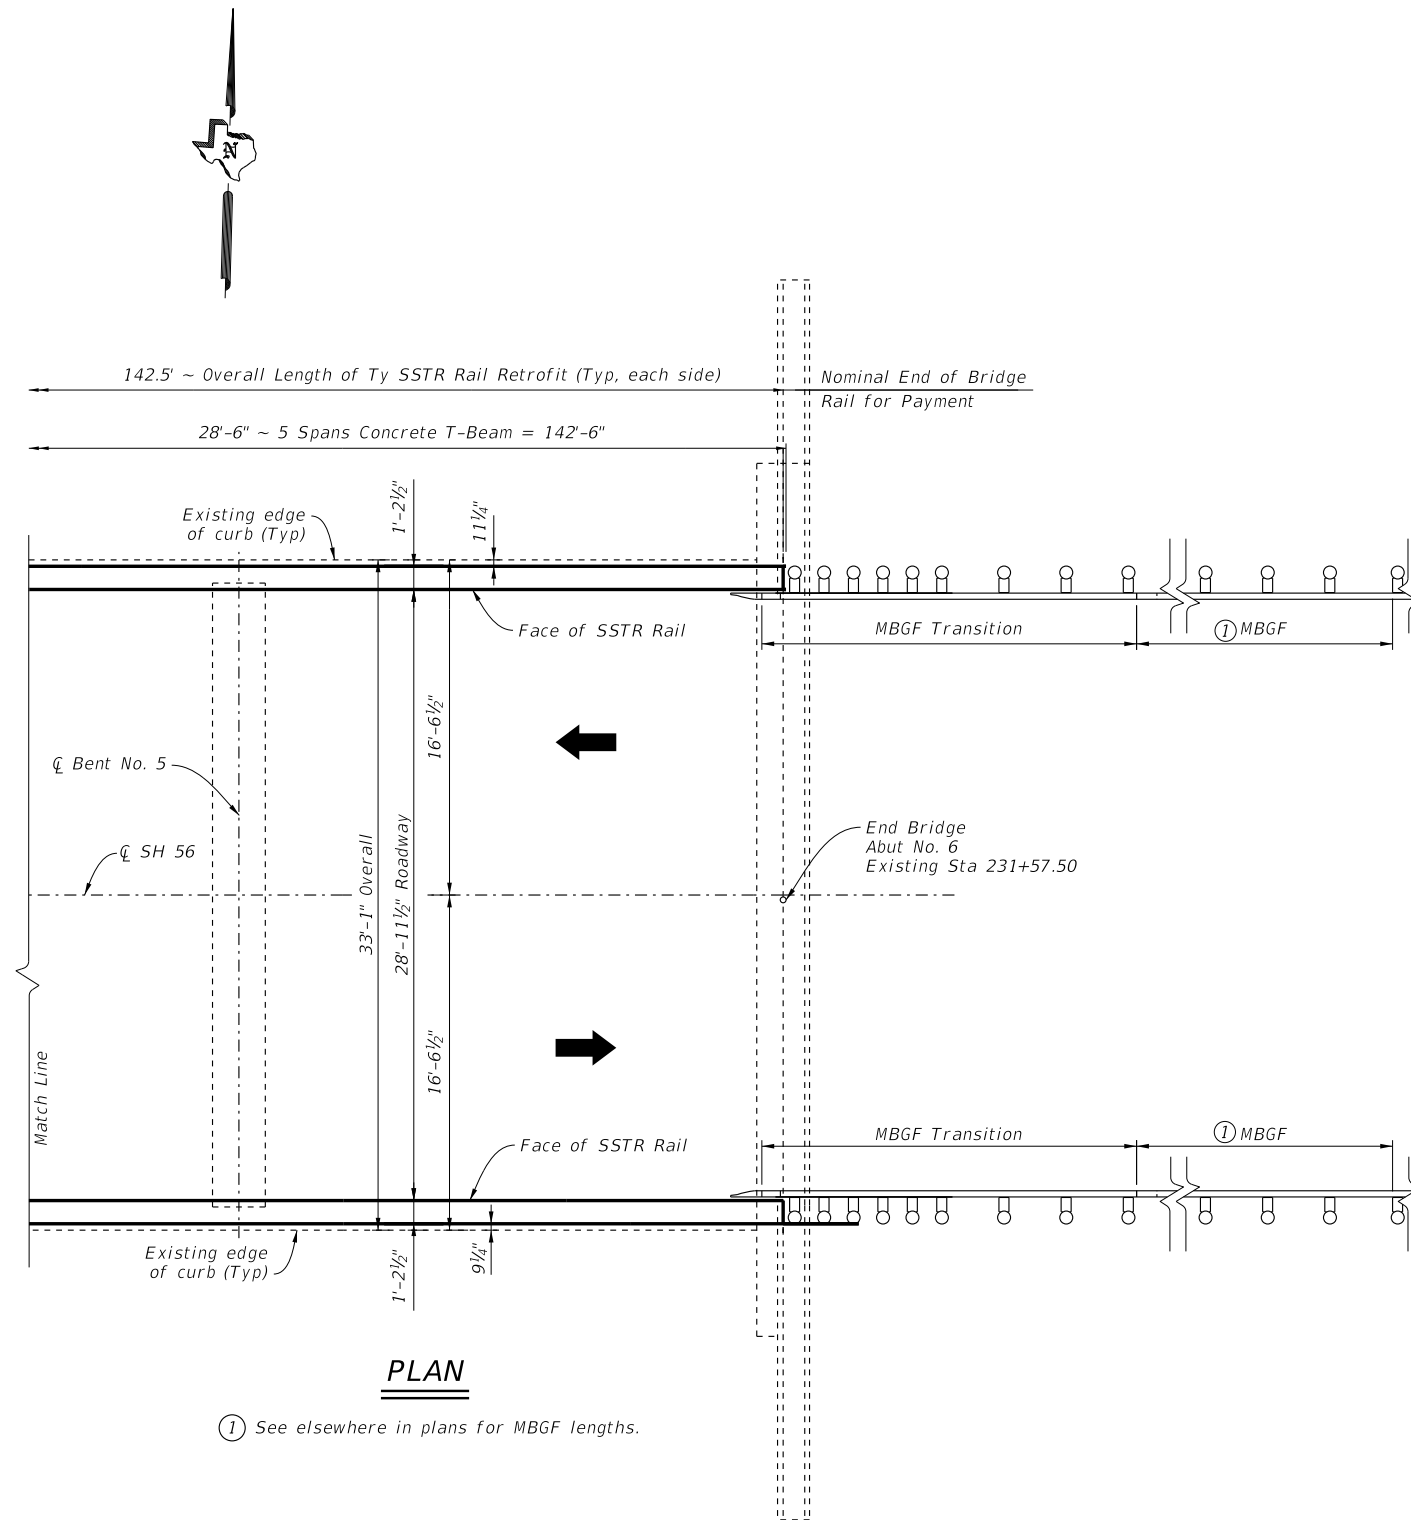 N
142.5' ~ Overall Length of Ty SSTR Rail Retrofit (Typ, each side)
Nominal End of Bridge
Rail for Payment
28'-6" ~ 5 Spans Concrete T-Beam = 142'-6"
Existing edge
of curb (Typ)
1'-2½"
11¼"
Face of SSTR Rail
MBGF Transition
1 MBGF
16'-6½"
℄ Bent No. 5
℄ SH 56
33'-1" Overall
28'-11½" Roadway
End Bridge
Abut No. 6
Existing Sta 231+57.50
16'-6½"
Match Line
Face of SSTR Rail
MBGF Transition
1 MBGF
Existing edge
of curb (Typ)
1'-2½"
9¼"
PLAN
1 See elsewhere in plans for MBGF lengths.